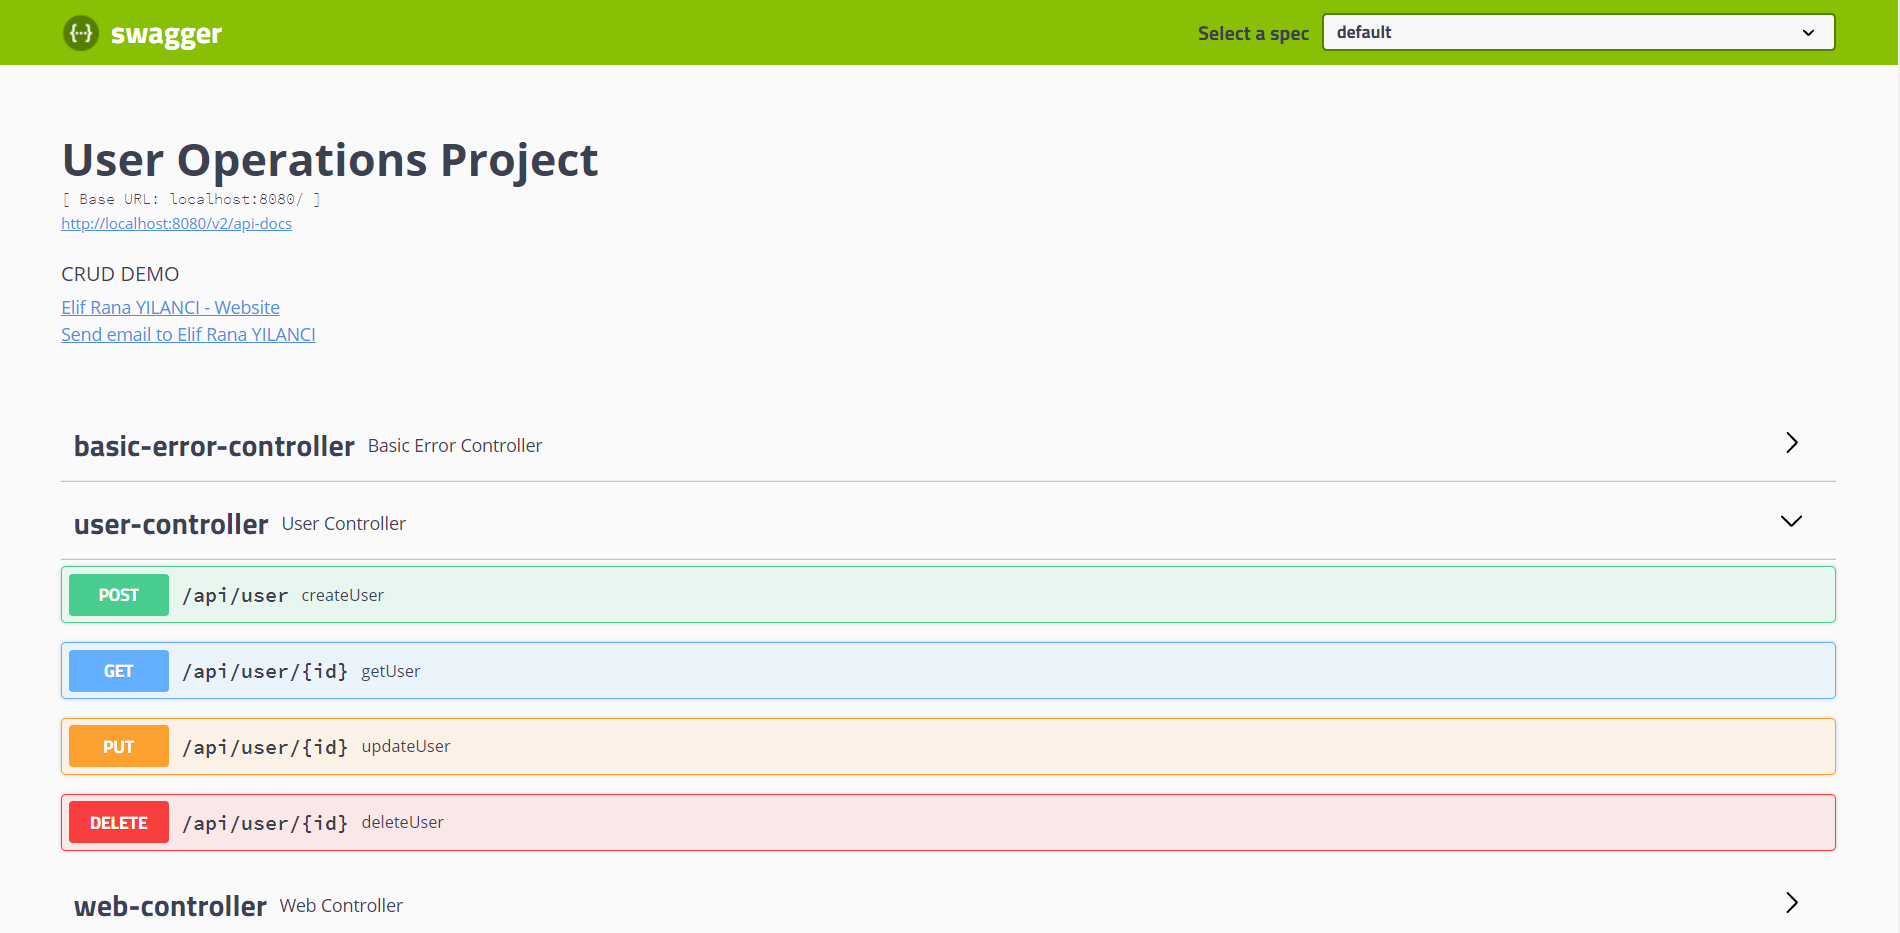 {···} swagger
Select a spec default
User Operations Project
[ Base URL: localhost:8080/ ]
http://localhost:8080/v2/api-docs
CRUD DEMO
Elif Rana YILANCI - Website
Send email to Elif Rana YILANCI
basic-error-controller Basic Error Controller
user-controller User Controller
POST /api/user createUser
GET /api/user/{id} getUser
PUT /api/user/{id} updateUser
DELETE /api/user/{id} deleteUser
web-controller Web Controller